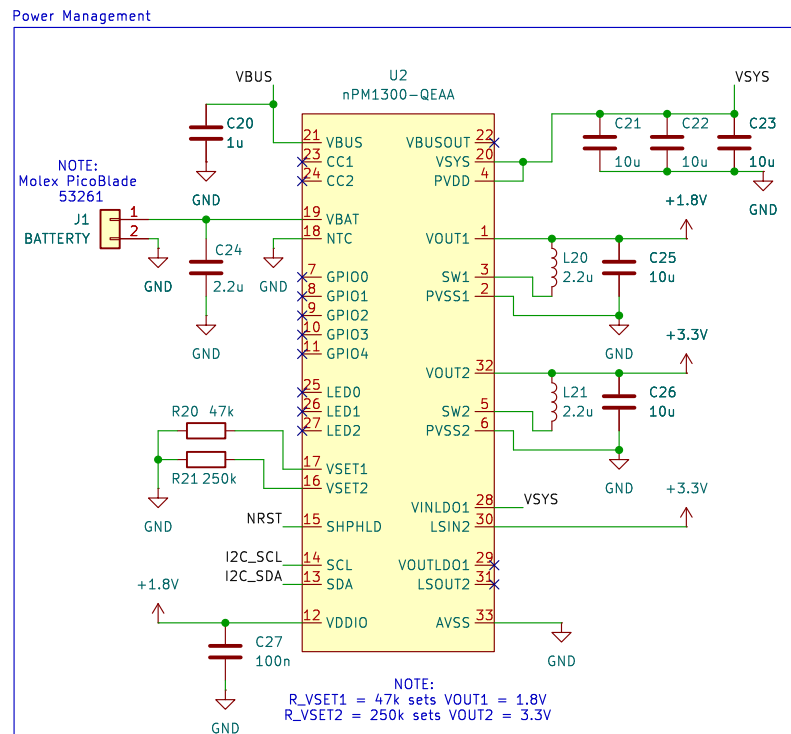 Power Management
U2
nPM1300-QEAA
VBUS
VSYS
C20
1u
GND
21 VBUS
23 CC1
24 CC2
19 VBAT
18 NTC
7 GPIO0
8 GPIO1
9 GPIO2
10 GPIO3
11 GPIO4
25 LED0
26 LED1
27 LED2
17 VSET1
16 VSET2
15 SHPHLD
14 SCL
13 SDA
12 VDDIO
VBUSOUT 22
VSYS 20
PVDD 4
VOUT1 1
SW1 3
PVSS1 2
VOUT2 32
SW2 5
PVSS2 6
VINLDO1 28
LSIN2 30
VOUTLDO1 29
LSOUT2 31
AVSS 33
C21
10u
C22
10u
C23
10u
GND
NOTE:
Molex PicoBlade
53261
J1
BATTERTY
1
2
GND
C24
2.2u
GND
GND
+1.8V
L20
2.2u
C25
10u
GND
+3.3V
L21
2.2u
C26
10u
GND
R20 47k
R21 250k
GND
NRST
I2C_SCL
I2C_SDA
VSYS
+3.3V
+1.8V
C27
100n
GND
GND
NOTE:
R_VSET1 = 47k sets VOUT1 = 1.8V
R_VSET2 = 250k sets VOUT2 = 3.3V